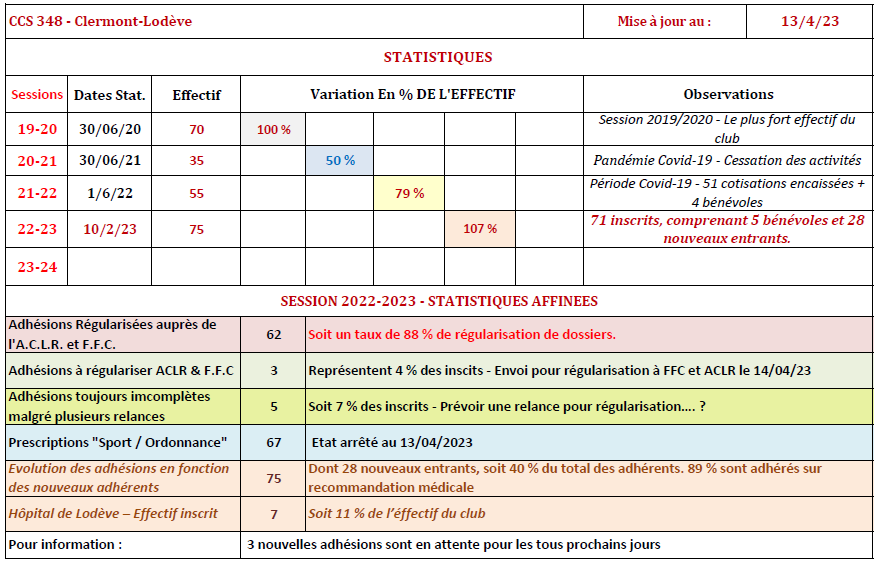 CCS 348 - Clermont-Lodève Mise à jour au : 13/4/23
STATISTIQUES
Sessions Dates Stat. Effectif Variation En % DE L'EFFECTIF Observations
19-20 30/06/20 70 100 % Session 2019/2020 - Le plus fort effectif du
club
20-21 30/06/21 35 50 % Pandémie Covid-19 - Cessation des activités
21-22 1/6/22 55 79 % Période Covid-19 - 51 cotisations encaissées +
4 bénévoles
22-23 10/2/23 75 107 % 71 inscrits, comprenant 5 bénévoles et 28
nouveaux entrants.
23-24
SESSION 2022-2023 - STATISTIQUES AFFINEES
Adhésions Régularisées auprès de
l'A.C.L.R. et F.F.C. 62 Soit un taux de 88 % de régularisation de dossiers.
Adhésions à régulariser ACLR & F.F.C 3 Représentent 4 % des inscits - Envoi pour régularisation à FFC et ACLR le 14/04/23
Adhésions toujours imcomplètes
malgré plusieurs relances 5 Soit 7 % des inscrits - Prévoir une relance pour régularisation.... ?
Prescriptions "Sport / Ordonnance" 67 Etat arrêté au 13/04/2023
Evolution des adhésions en fonction
des nouveaux adhérents 75 Dont 28 nouveaux entrants, soit 40 % du total des adhérents. 89 % sont adhérés sur
recommandation médicale
Hôpital de Lodève – Effectif inscrit 7 Soit 11 % de l'éffectif du club
Pour information : 3 nouvelles adhésions sont en attente pour les tous prochains jours